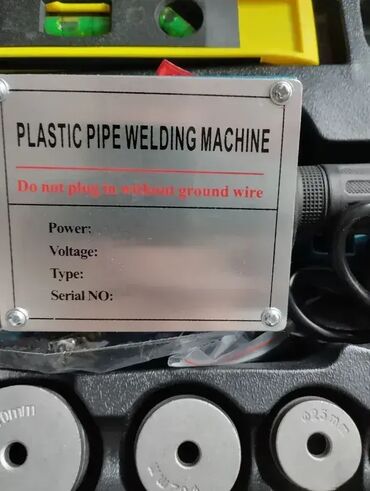 PLASTIC PIPE WELDING MACHINE
Do not plug in without ground wire
Power:
Voltage:
Type:
Serial NO: